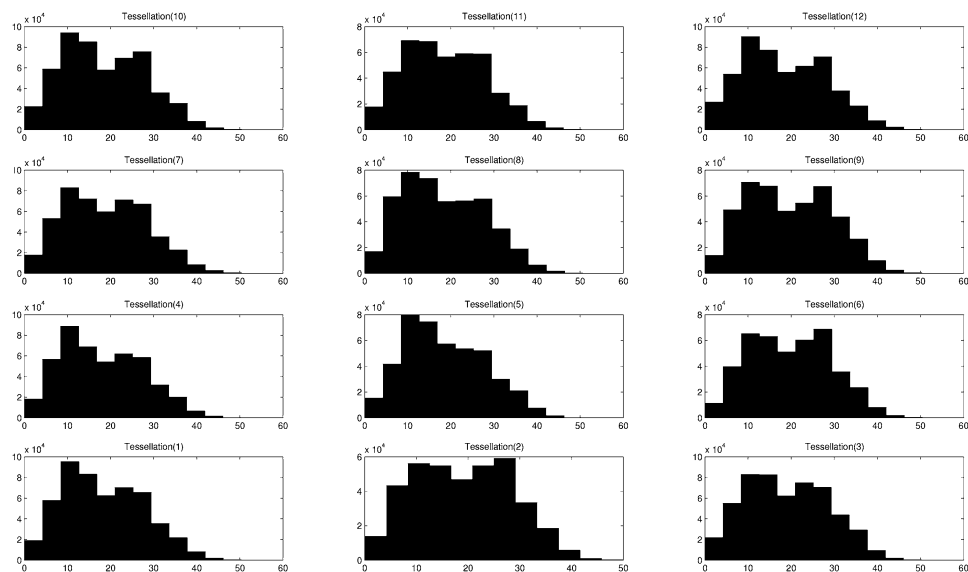 Tessellation(10)
x 10^4
10
8
6
4
2
0
0 10 20 30 40 50 60
Tessellation(11)
x 10^4
8
6
4
2
0
0 10 20 30 40 50 60
Tessellation(12)
x 10^4
10
8
6
4
2
0
0 10 20 30 40 50 60
Tessellation(7)
x 10^4
10
8
6
4
2
0
0 10 20 30 40 50 60
Tessellation(8)
x 10^4
8
6
4
2
0
0 10 20 30 40 50 60
Tessellation(9)
x 10^4
8
6
4
2
0
0 10 20 30 40 50 60
Tessellation(4)
x 10^4
10
8
6
4
2
0
0 10 20 30 40 50 60
Tessellation(5)
x 10^4
8
6
4
2
0
0 10 20 30 40 50 60
Tessellation(6)
x 10^4
8
6
4
2
0
0 10 20 30 40 50 60
Tessellation(1)
x 10^4
10
8
6
4
2
0
0 10 20 30 40 50 60
Tessellation(2)
x 10^4
6
4
2
0
0 10 20 30 40 50
Tessellation(3)
x 10^4
10
8
6
4
2
0
0 10 20 30 40 50 60